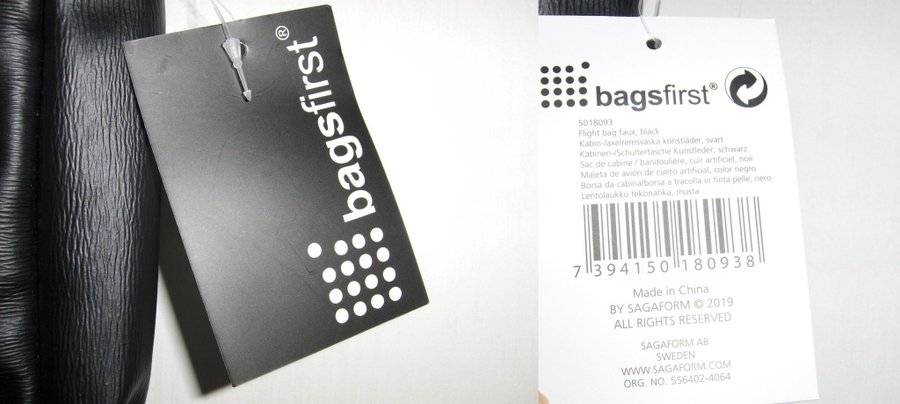 bagsfirst®
bagsfirst®
5018093
Flight bag faux, black
Kabin-/axelremsväska konstläder, svart
Kabinen-/Schultertasche Kunstleder, schwarz
Sac de cabine / bandoulière, cuir artificiel, noir
Maleta de avión de cuero artificial, color negro
Borsa da cabina/borsa a tracolla in finta pelle, nero
Lentolaukku tekonahka, musta
7 394150 180938
Made in China
BY SAGAFORM © 2019
ALL RIGHTS RESERVED
SAGAFORM AB
SWEDEN
WWW.SAGAFORM.COM
ORG. NO. 556402-4064